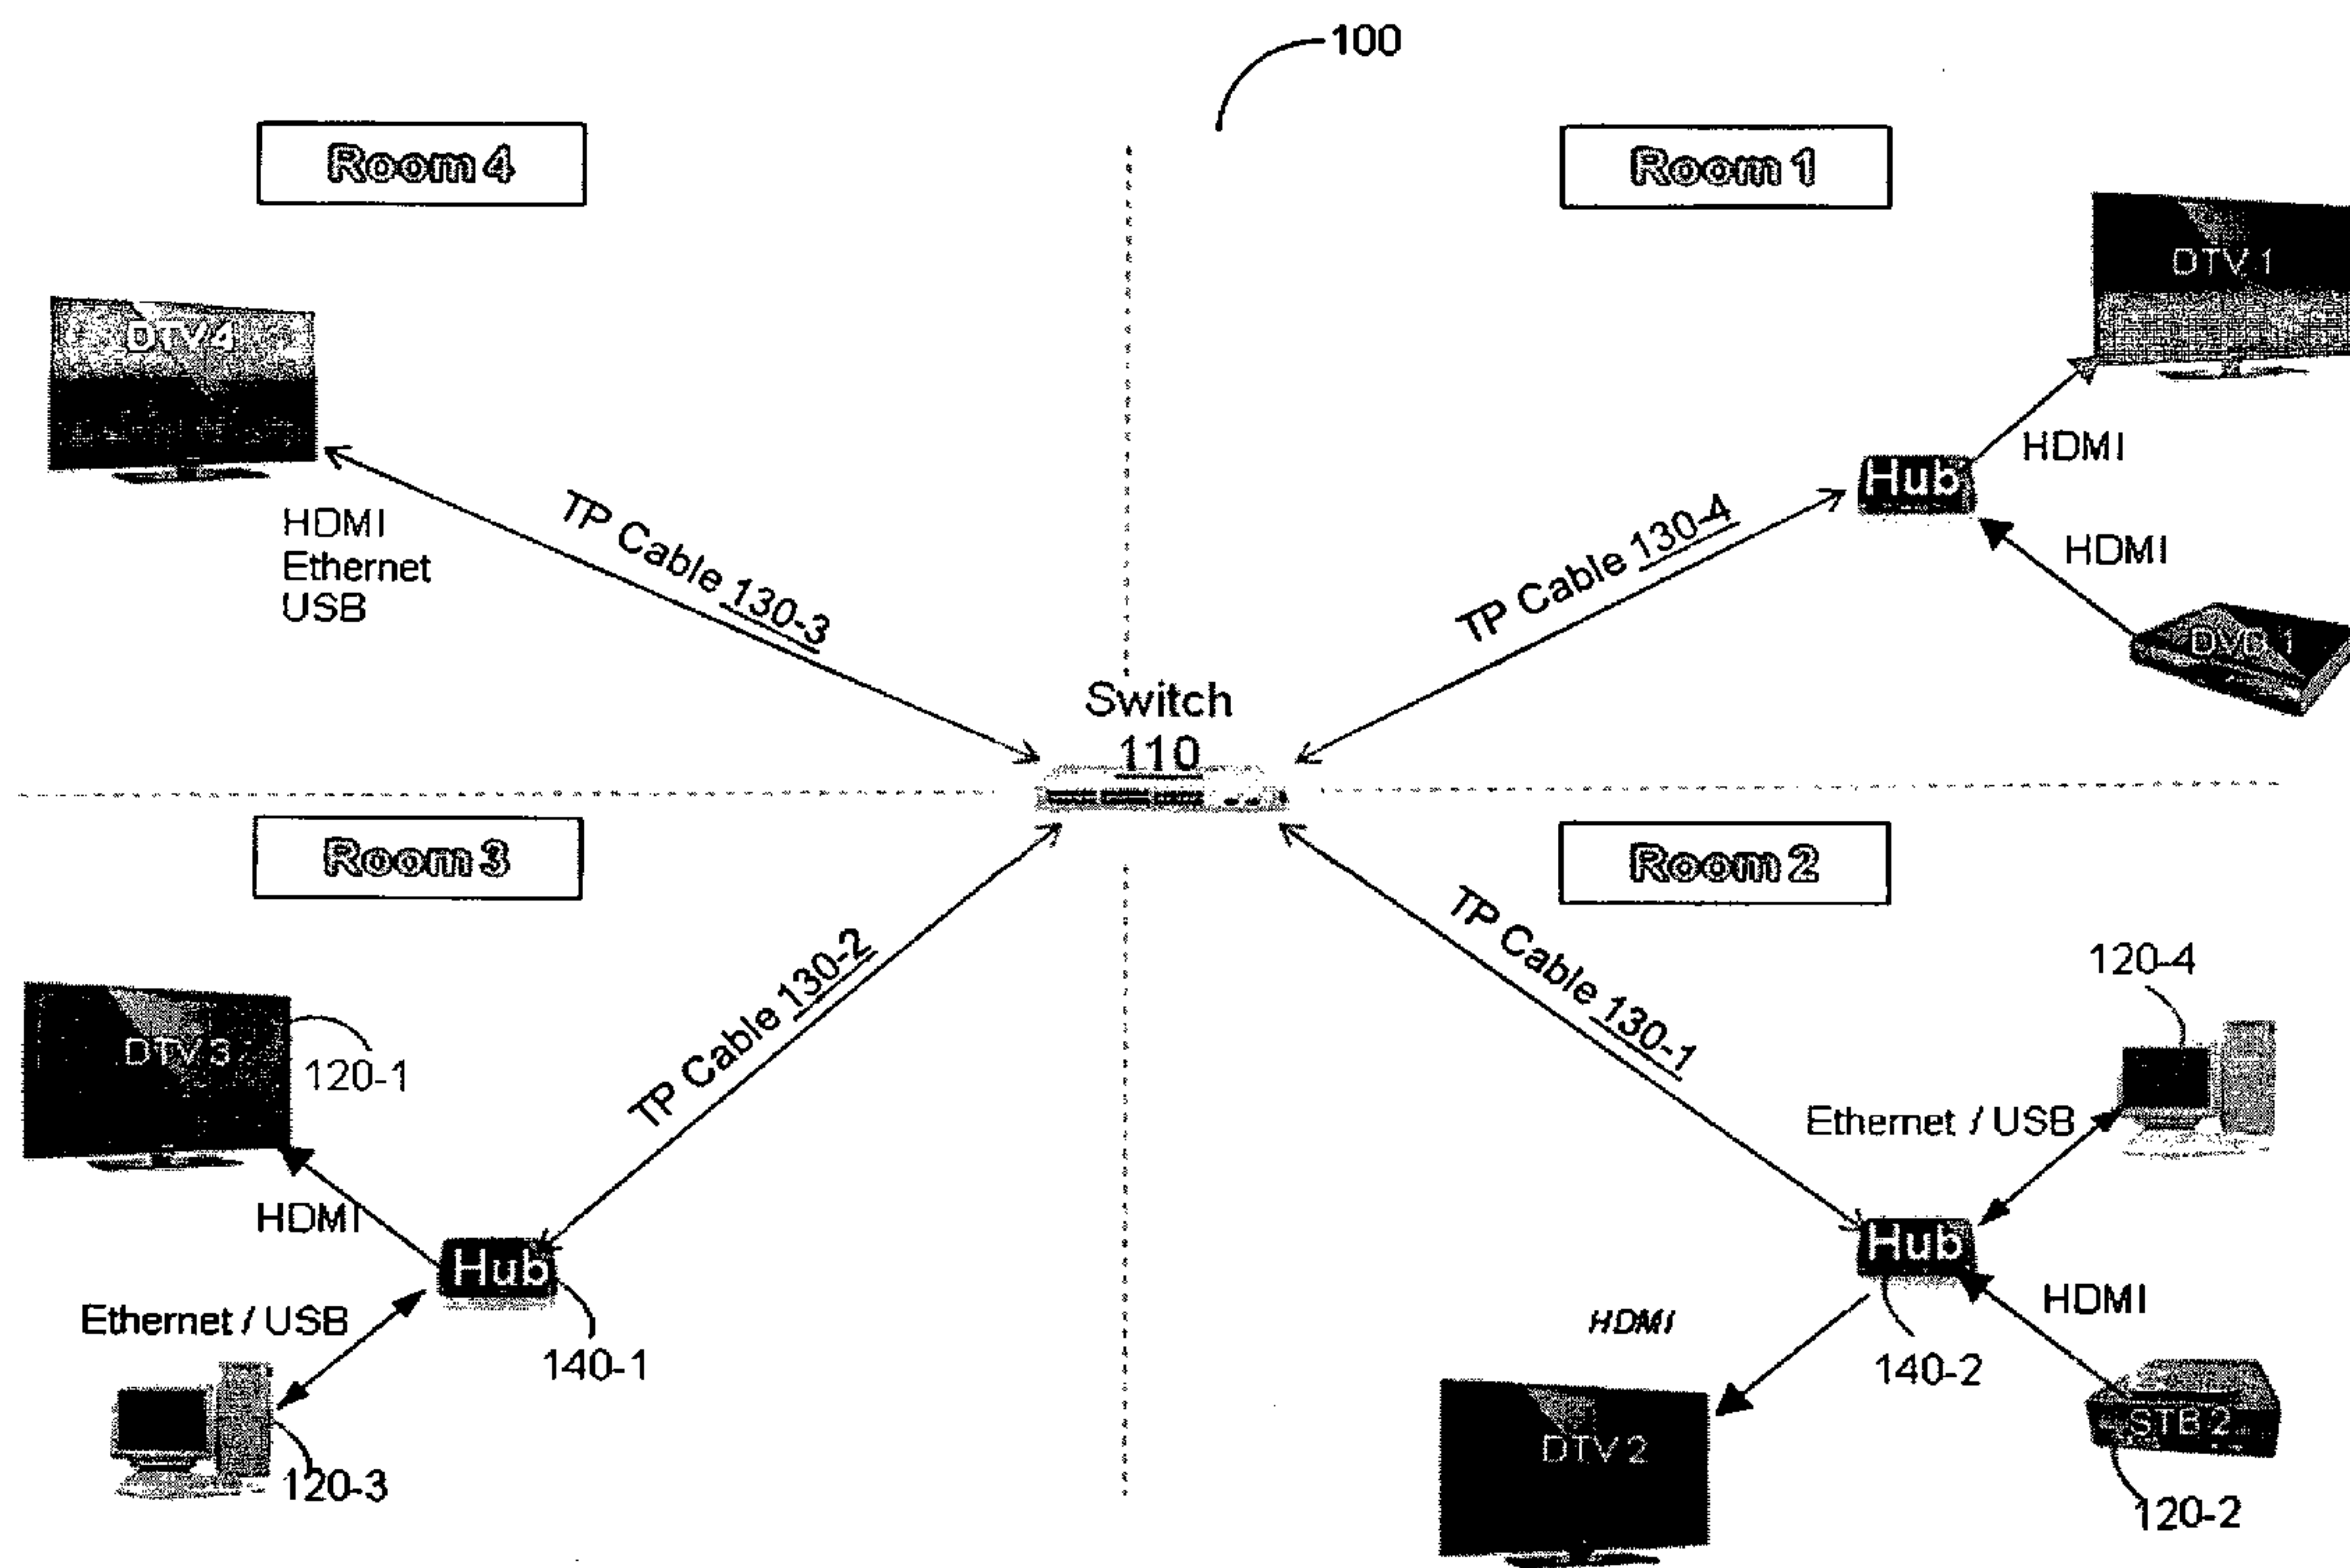 100
Room 4
Room 1
DTV 1
DTV 4
HDMI
Hub
HDMI
Ethernet
USB
TP Cable 130-3
TP Cable 130-4
HDMI
DVD 1
Switch
110
Room 3
Room 2
TP Cable 130-2
TP Cable 130-1
120-4
DTV 3
120-1
Ethernet / USB
HDMI
Hub
Hub
Ethernet / USB
HDMI
HDMI
140-1
140-2
DTV 2
STB 2
120-3
120-2